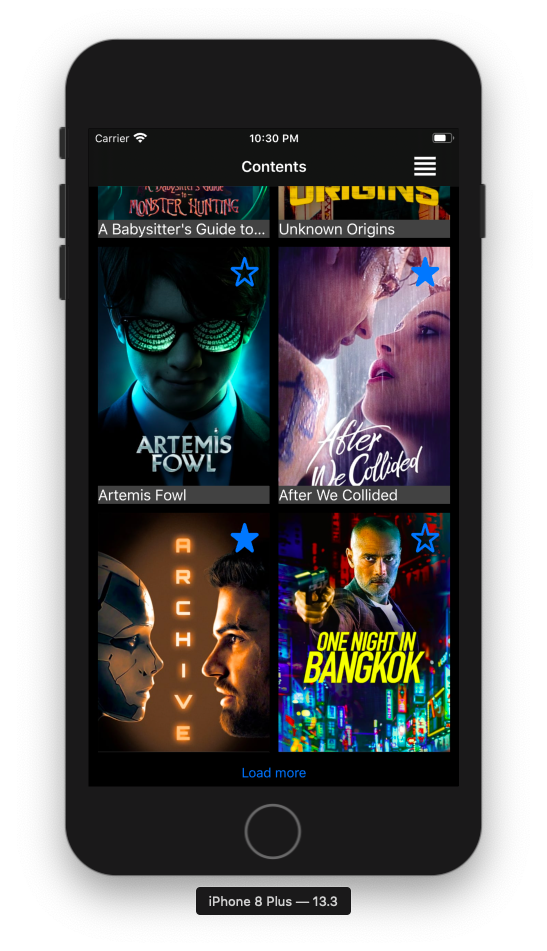 Carrier 10:30 PM
Contents
A Babysitter's Guide
to
MONSTER HUNTING
ORIGINS
A Babysitter's Guide to...
Unknown Origins
ARTEMIS
FOWL
After
We Collided
Artemis Fowl
After We Collided
ARCHIVE
ONE NIGHT IN
BANGKOK
Load more
iPhone 8 Plus — 13.3